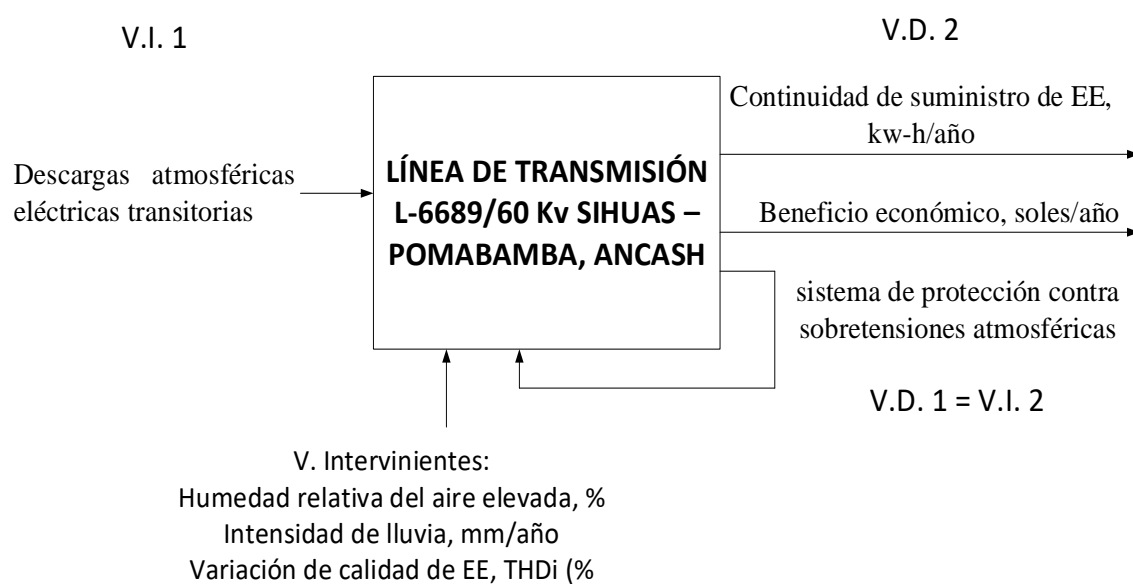 V.I. 1
V.D. 2
Descargas atmosféricas
eléctricas transitorias
LÍNEA DE TRANSMISIÓN
L-6689/60 Kv SIHUAS –
POMABAMBA, ANCASH
Continuidad de suministro de EE,
kw-h/año
Beneficio económico, soles/año
sistema de protección contra
sobretensiones atmosféricas
V.D. 1 = V.I. 2
V. Intervinientes:
Humedad relativa del aire elevada, %
Intensidad de lluvia, mm/año
Variación de calidad de EE, THDi (%